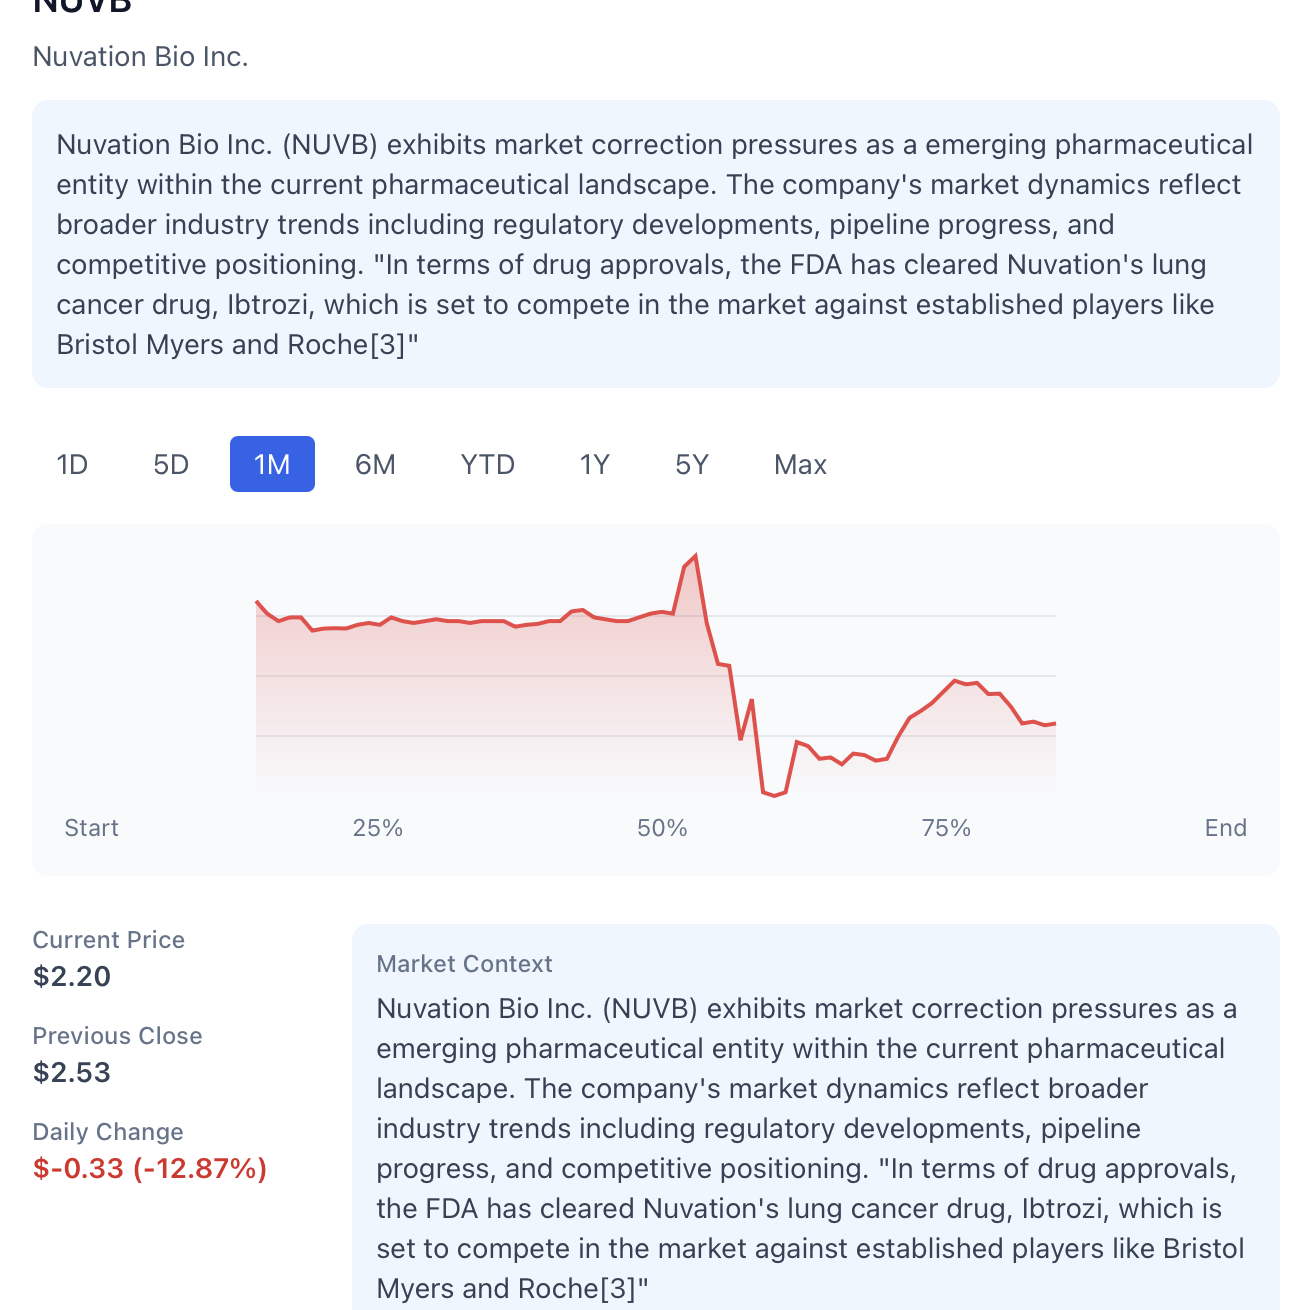 NUVB
Nuvation Bio Inc.
Nuvation Bio Inc. (NUVB) exhibits market correction pressures as a emerging pharmaceutical
entity within the current pharmaceutical landscape. The company's market dynamics reflect
broader industry trends including regulatory developments, pipeline progress, and
competitive positioning. "In terms of drug approvals, the FDA has cleared Nuvation's lung
cancer drug, Ibtrozi, which is set to compete in the market against established players like
Bristol Myers and Roche[3]"
1D 5D 1M 6M YTD 1Y 5Y Max
Start 25% 50% 75% End
Current Price
$2.20
Previous Close
$2.53
Daily Change
$-0.33 (-12.87%)
Market Context
Nuvation Bio Inc. (NUVB) exhibits market correction pressures as a
emerging pharmaceutical entity within the current pharmaceutical
landscape. The company's market dynamics reflect broader
industry trends including regulatory developments, pipeline
progress, and competitive positioning. "In terms of drug approvals,
the FDA has cleared Nuvation's lung cancer drug, Ibtrozi, which is
set to compete in the market against established players like Bristol
Myers and Roche[3]"